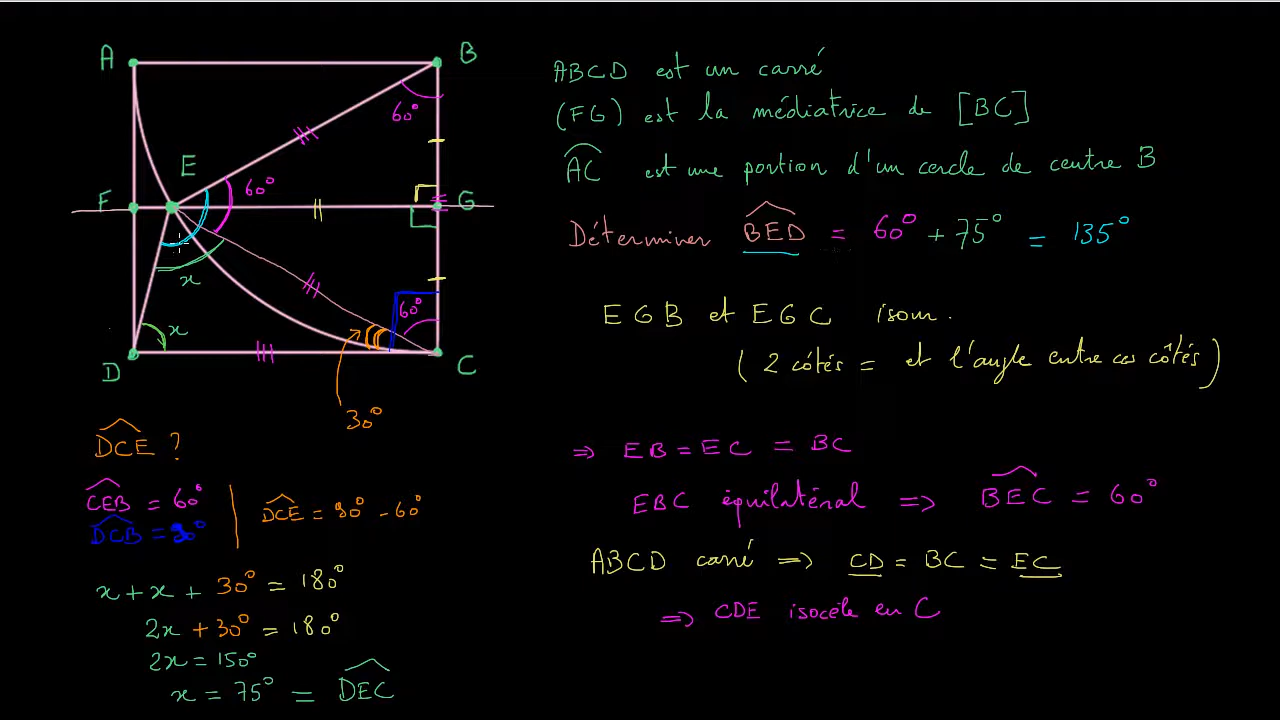 A
B
60°
E
60°
F
G
x
x
60°
D
C
30°
ABCD est un carré
(FG) est la médiatrice de [BC]
AC est une portion d'un cercle de centre B
Déterminer BED = 60° + 75° = 135°
EGB et EGC isom.
(2 côtés = et l'angle entre ces côtés)
⇒ EB = EC = BC
EBC équilatéral ⇒ BEC = 60°
ABCD carré ⇒ CD = BC = EC
⇒ CDE isocèle en C
DCE ?
CEB = 60°
DCB = 90°
DCE = 90° - 60°
x + x + 30° = 180°
2x + 30° = 180°
2x = 150°
x = 75° = DEC